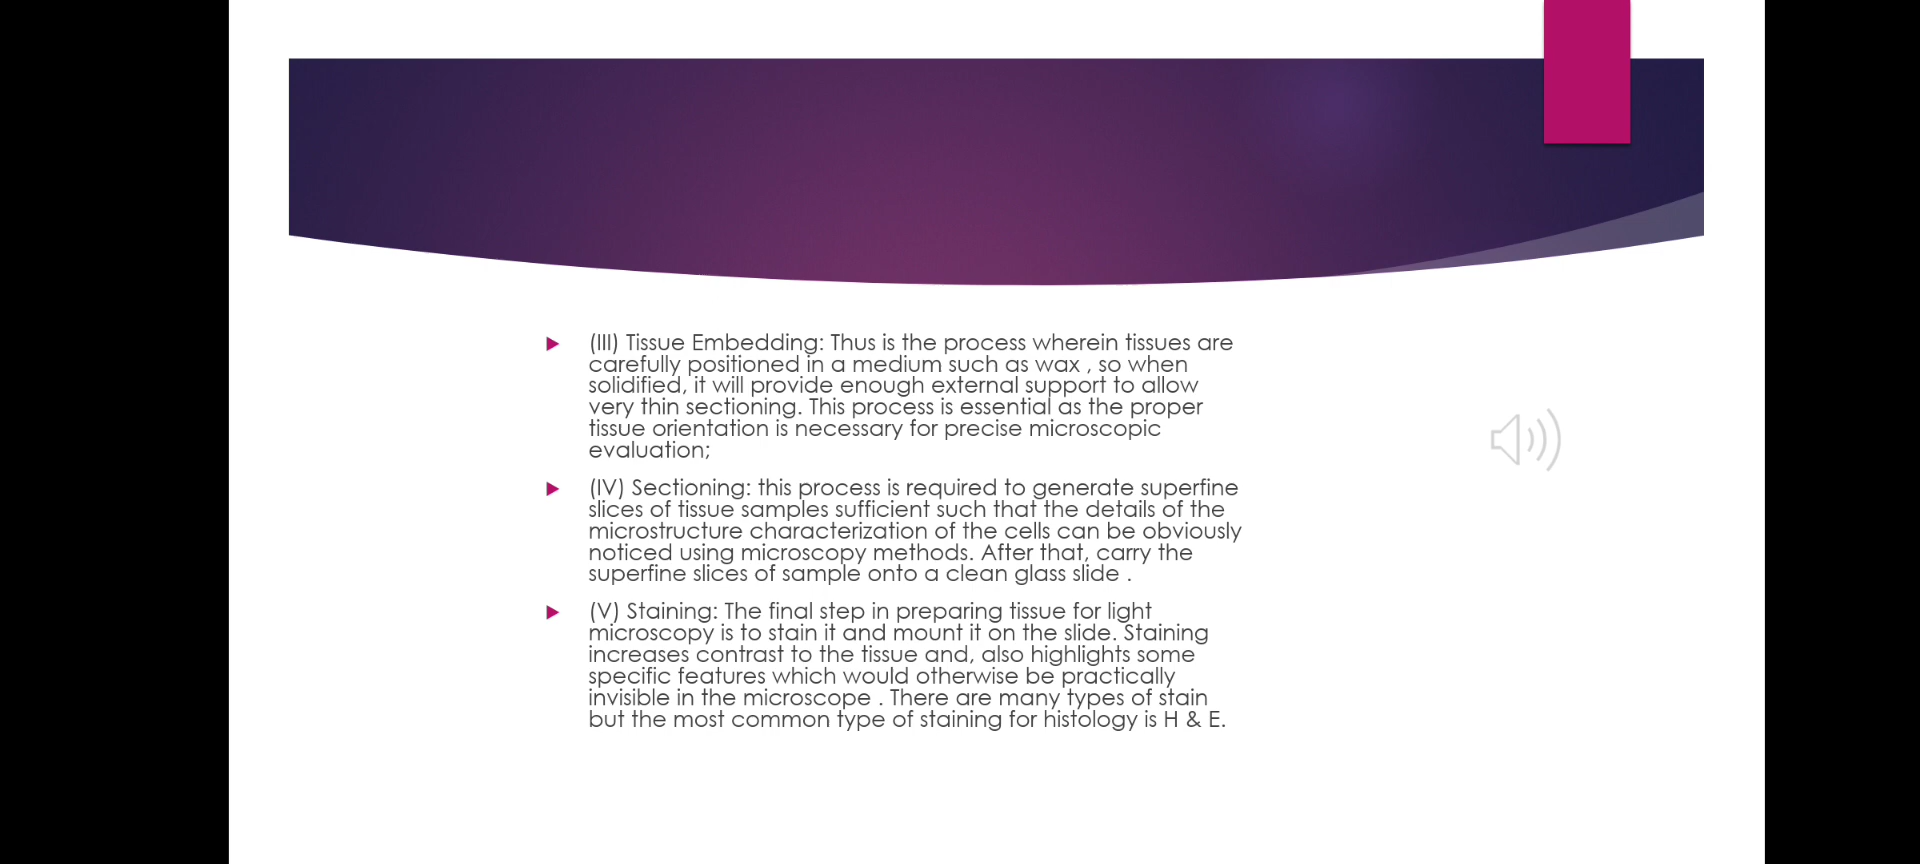 (III) Tissue Embedding: Thus is the process wherein tissues are
carefully positioned in a medium such as wax , so when
solidified, it will provide enough external support to allow
very thin sectioning. This process is essential as the proper
tissue orientation is necessary for precise microscopic
evaluation;
(IV) Sectioning: this process is required to generate superfine
slices of tissue samples sufficient such that the details of the
microstructure characterization of the cells can be obviously
noticed using microscopy methods. After that, carry the
superfine slices of sample onto a clean glass slide .
(V) Staining: The final step in preparing tissue for light
microscopy is to stain it and mount it on the slide. Staining
increases contrast to the tissue and, also highlights some
specific features which would otherwise be practically
invisible in the microscope . There are many types of stain
but the most common type of staining for histology is H & E.